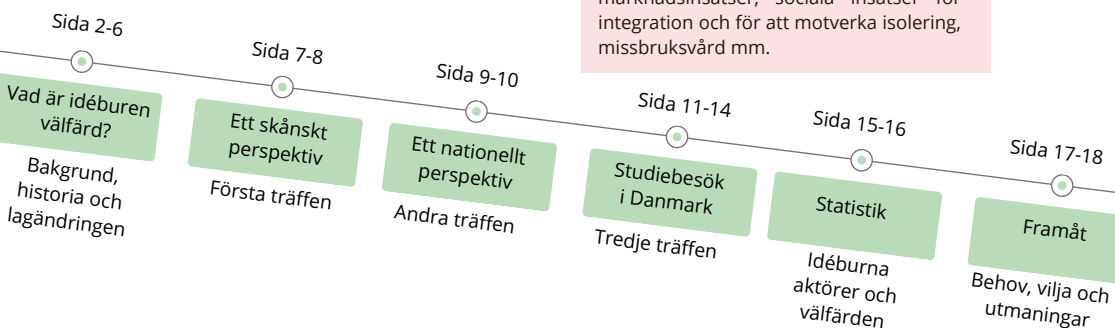 marknadsinsatser, sociala insatser för
integration och för att motverka isolering,
missbruksvård mm.
Sida 2-6
Vad är idéburen
välfärd?
Bakgrund,
historia och
lagändringen
Sida 7-8
Ett skånskt
perspektiv
Första träffen
Sida 9-10
Ett nationellt
perspektiv
Andra träffen
Sida 11-14
Studiebesök
i Danmark
Tredje träffen
Sida 15-16
Statistik
Idéburna
aktörer och
välfärden
Sida 17-18
Framåt
Behov, vilja och
utmaningar